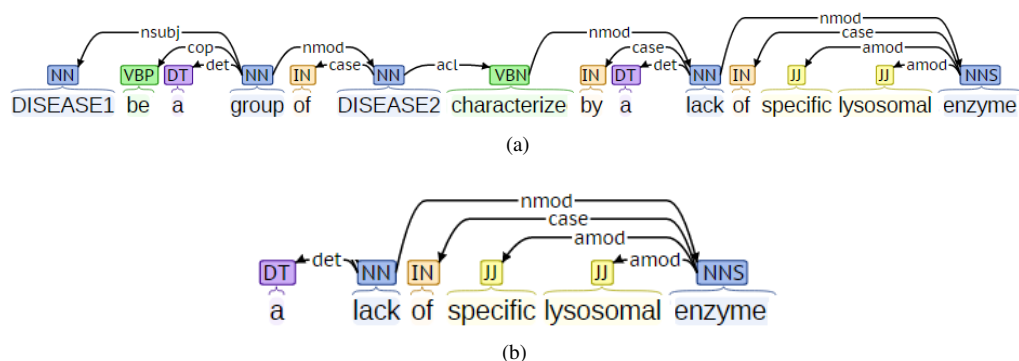 nmod
nsubj nmod case
cop nmod case amod
det case acl det amod
NN VBP DT NN IN NN VBN IN DT NN IN JJ JJ NNS
DISEASE1 be a group of DISEASE2 characterize by a lack of specific lysosomal enzyme
(a)
nmod
case
amod
det amod
DT NN IN JJ JJ NNS
a lack of specific lysosomal enzyme
(b)